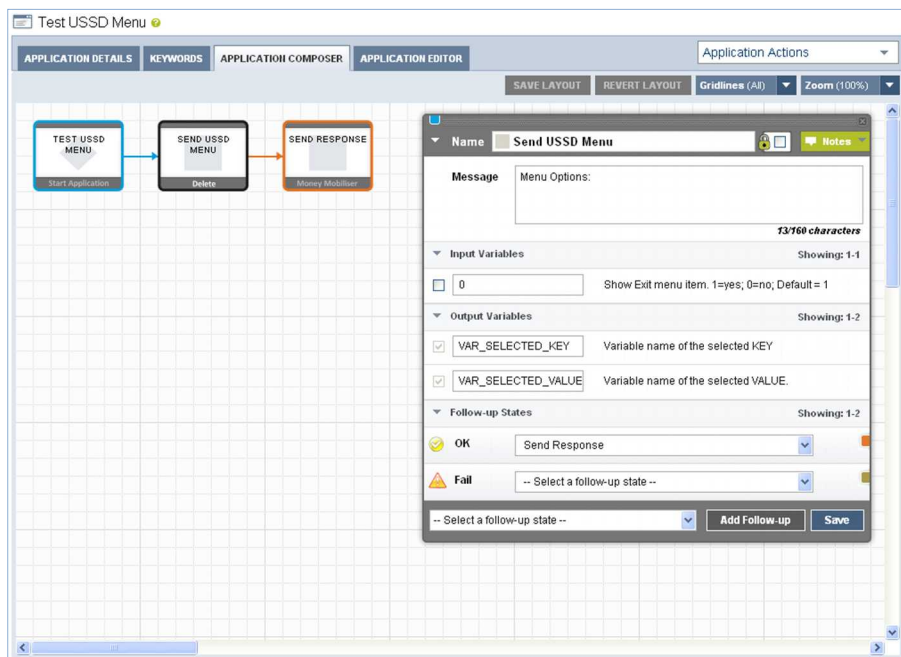 Test USSD Menu
APPLICATION DETAILS KEYWORDS APPLICATION COMPOSER APPLICATION EDITOR Application Actions
SAVE LAYOUT REVERT LAYOUT Gridlines (All) Zoom (100%)
TEST USSD
MENU
Start Application
SEND USSD
MENU
Delete
SEND RESPONSE
Money Mobiliser
Name Send USSD Menu Notes
Message Menu Options:
13/160 characters
Input Variables Showing: 1-1
0 Show Exit menu item. 1=yes; 0=no; Default = 1
Output Variables Showing: 1-2
VAR_SELECTED_KEY Variable name of the selected KEY
VAR_SELECTED_VALUE Variable name of the selected VALUE.
Follow-up States Showing: 1-2
OK Send Response
Fail -- Select a follow-up state --
-- Select a follow-up state -- Add Follow-up Save